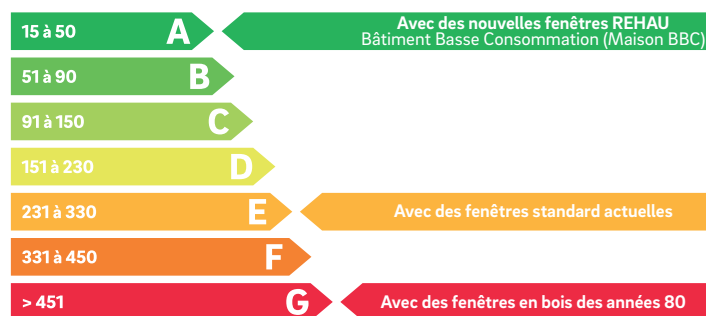 15 à 50 A
Avec des nouvelles fenêtres REHAU
Bâtiment Basse Consommation (Maison BBC)
51 à 90 B
91 à 150 C
151 à 230 D
231 à 330 E
Avec des fenêtres standard actuelles
331 à 450 F
> 451 G
Avec des fenêtres en bois des années 80